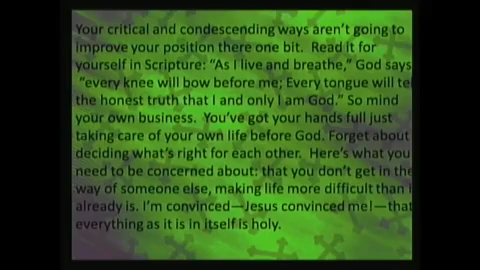 Your critical and condescending ways aren't going to
improve your position there one bit.  Read it for
yourself in Scripture: "As I live and breathe," God says
"every knee will bow before me; Every tongue will te
the honest truth that I and only I am God." So mind
your own business.  You've got your hands full just
taking care of your own life before God. Forget about
deciding what's right for each other.  Here's what you
need to be concerned about: that you don't get in the
way of someone else, making life more difficult than i
already is. I'm convinced—Jesus convinced me!—that
everything as it is in itself is holy.